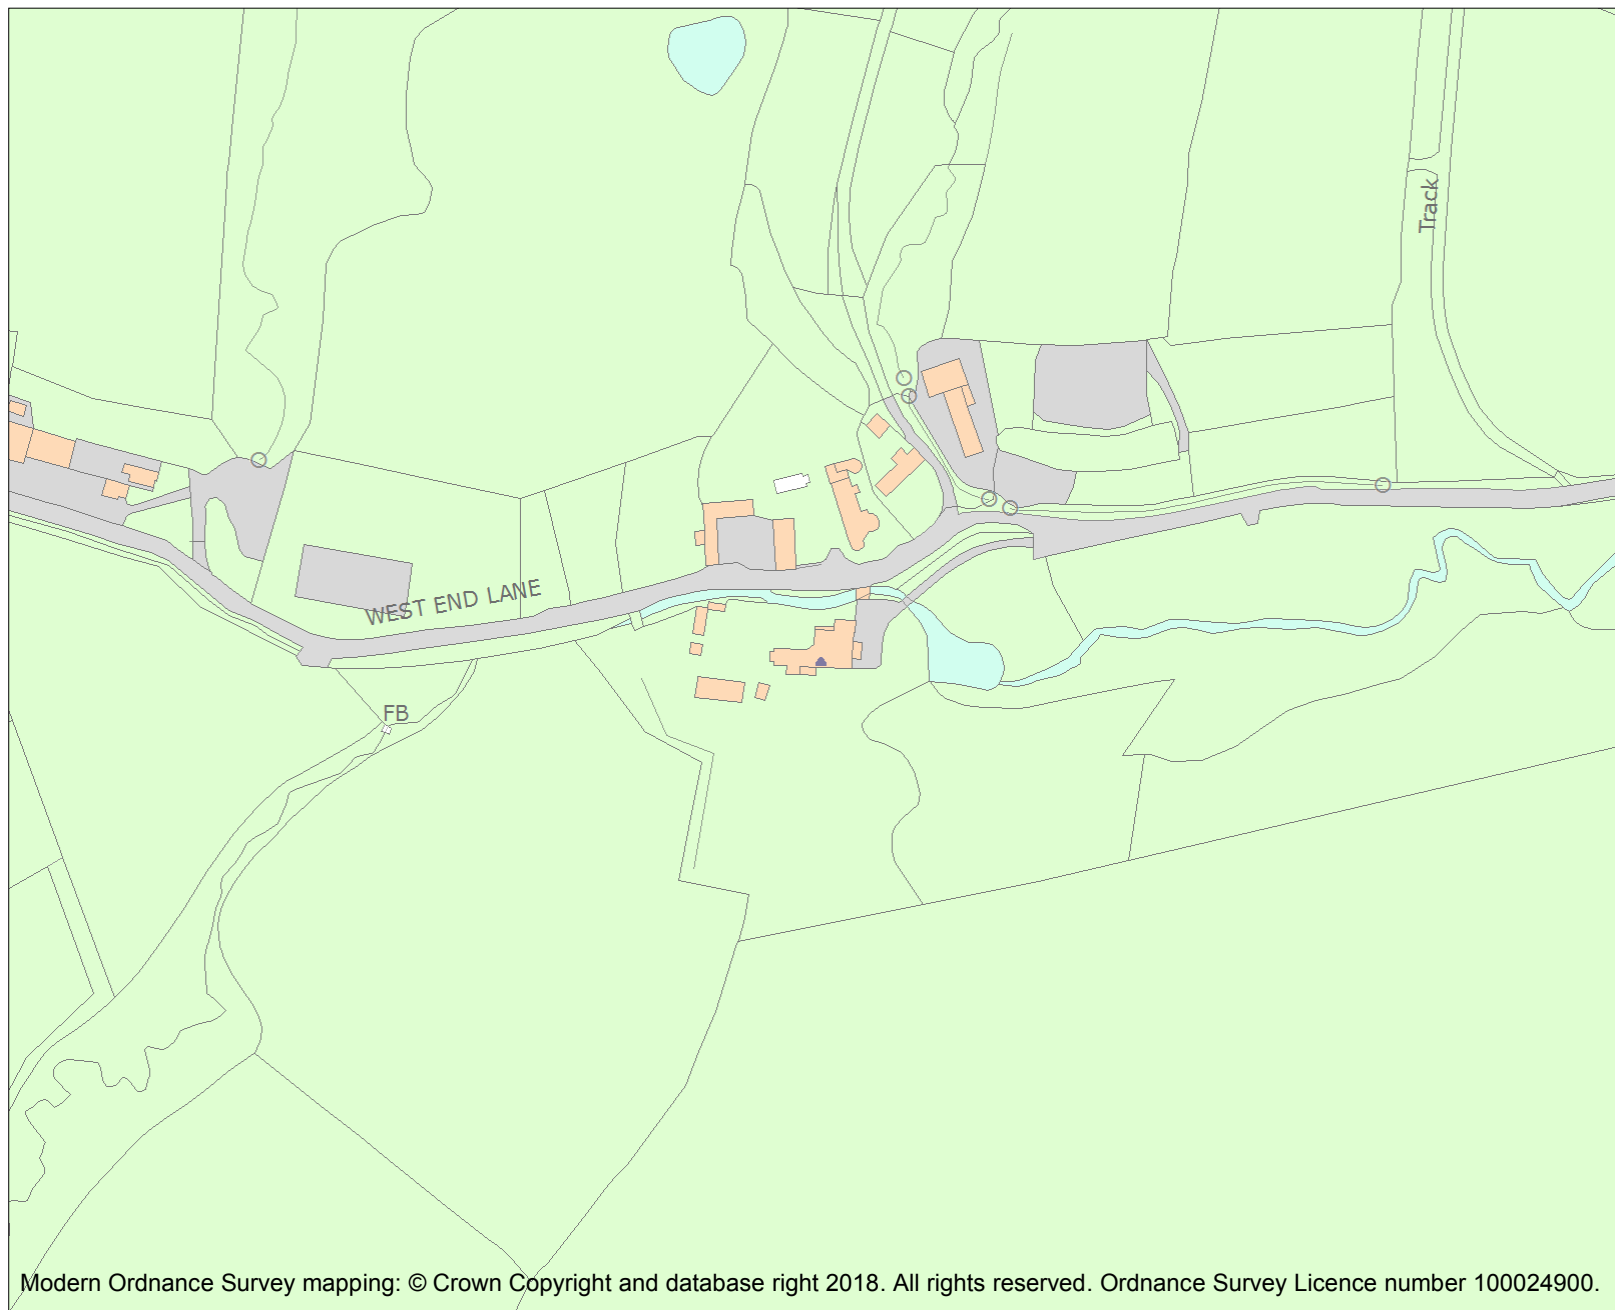 Track
WEST END LANE
FB
Modern Ordnance Survey mapping: © Crown Copyright and database right 2018. All rights reserved. Ordnance Survey Licence number 100024900.